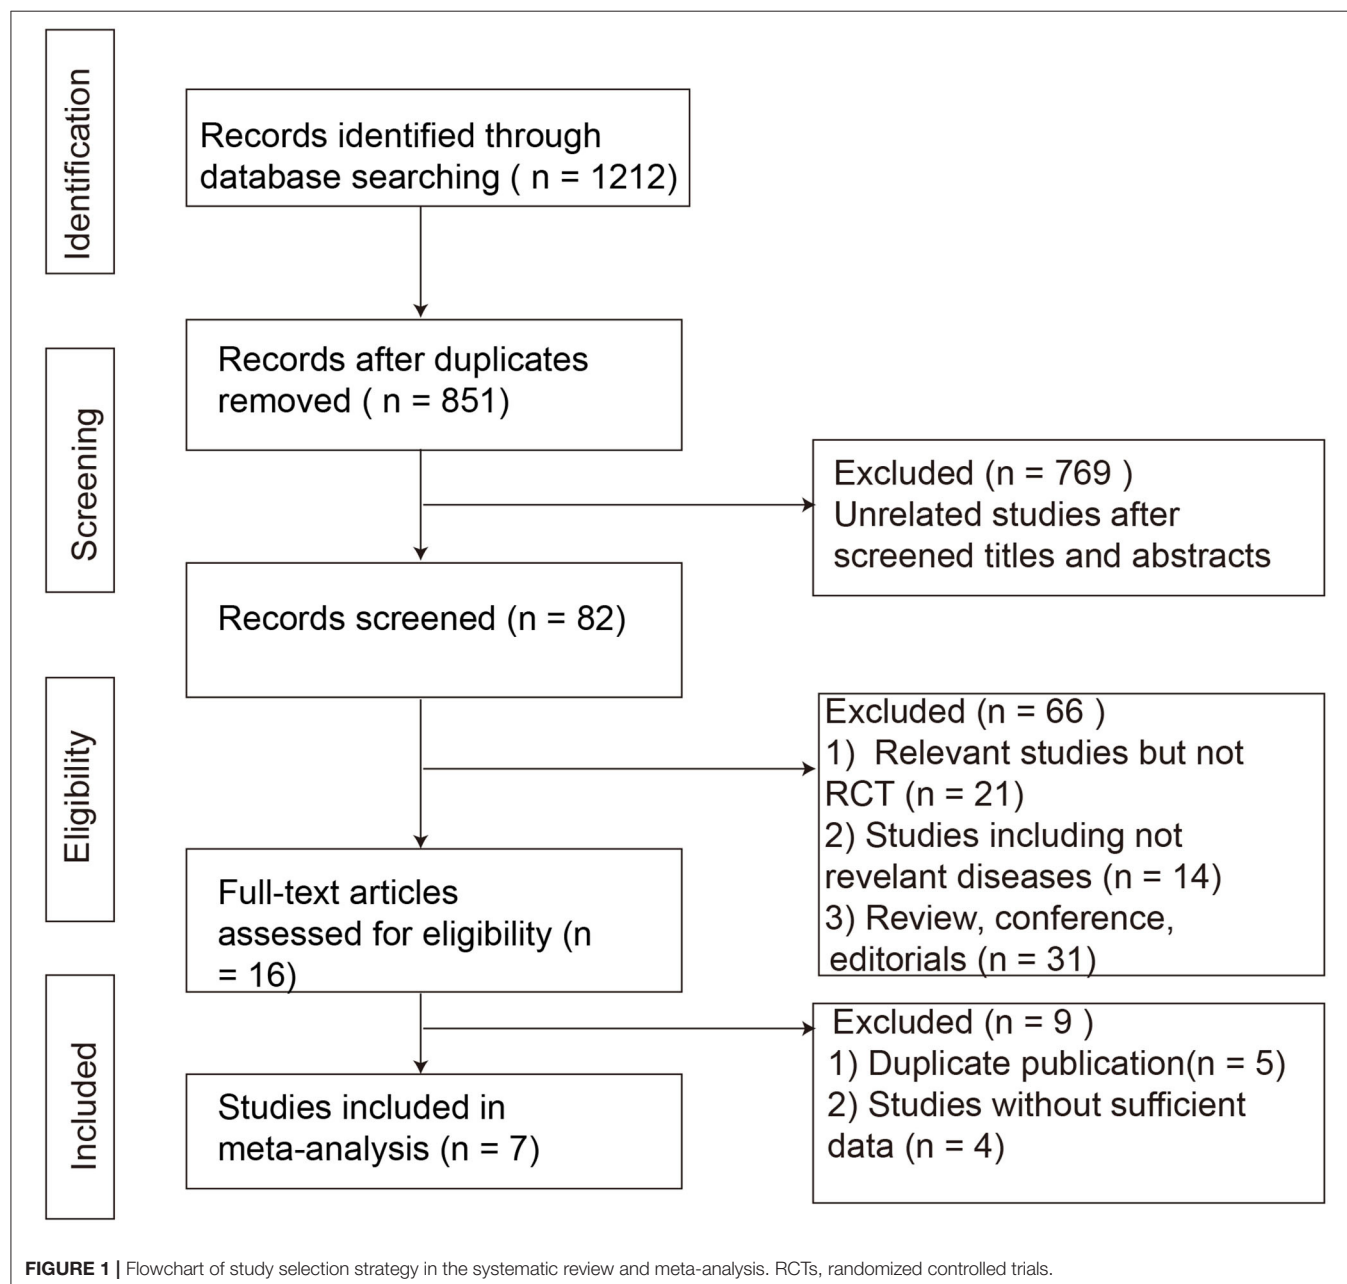 Identification
Records identified through
database searching ( n = 1212)
Screening
Records after duplicates
removed ( n = 851)
Excluded (n = 769 )
Unrelated studies after
screened titles and abstracts
Records screened (n = 82)
Eligibility
Excluded (n = 66 )
1)  Relevant studies but not
RCT (n = 21)
2) Studies including not
revelant diseases (n = 14)
3) Review, conference,
editorials (n = 31)
Full-text articles
assessed for eligibility (n
= 16)
Included
Excluded (n = 9 )
1) Duplicate publication(n = 5)
2) Studies without sufficient
data (n = 4)
Studies included in
meta-analysis (n = 7)
FIGURE 1 | Flowchart of study selection strategy in the systematic review and meta-analysis. RCTs, randomized controlled trials.